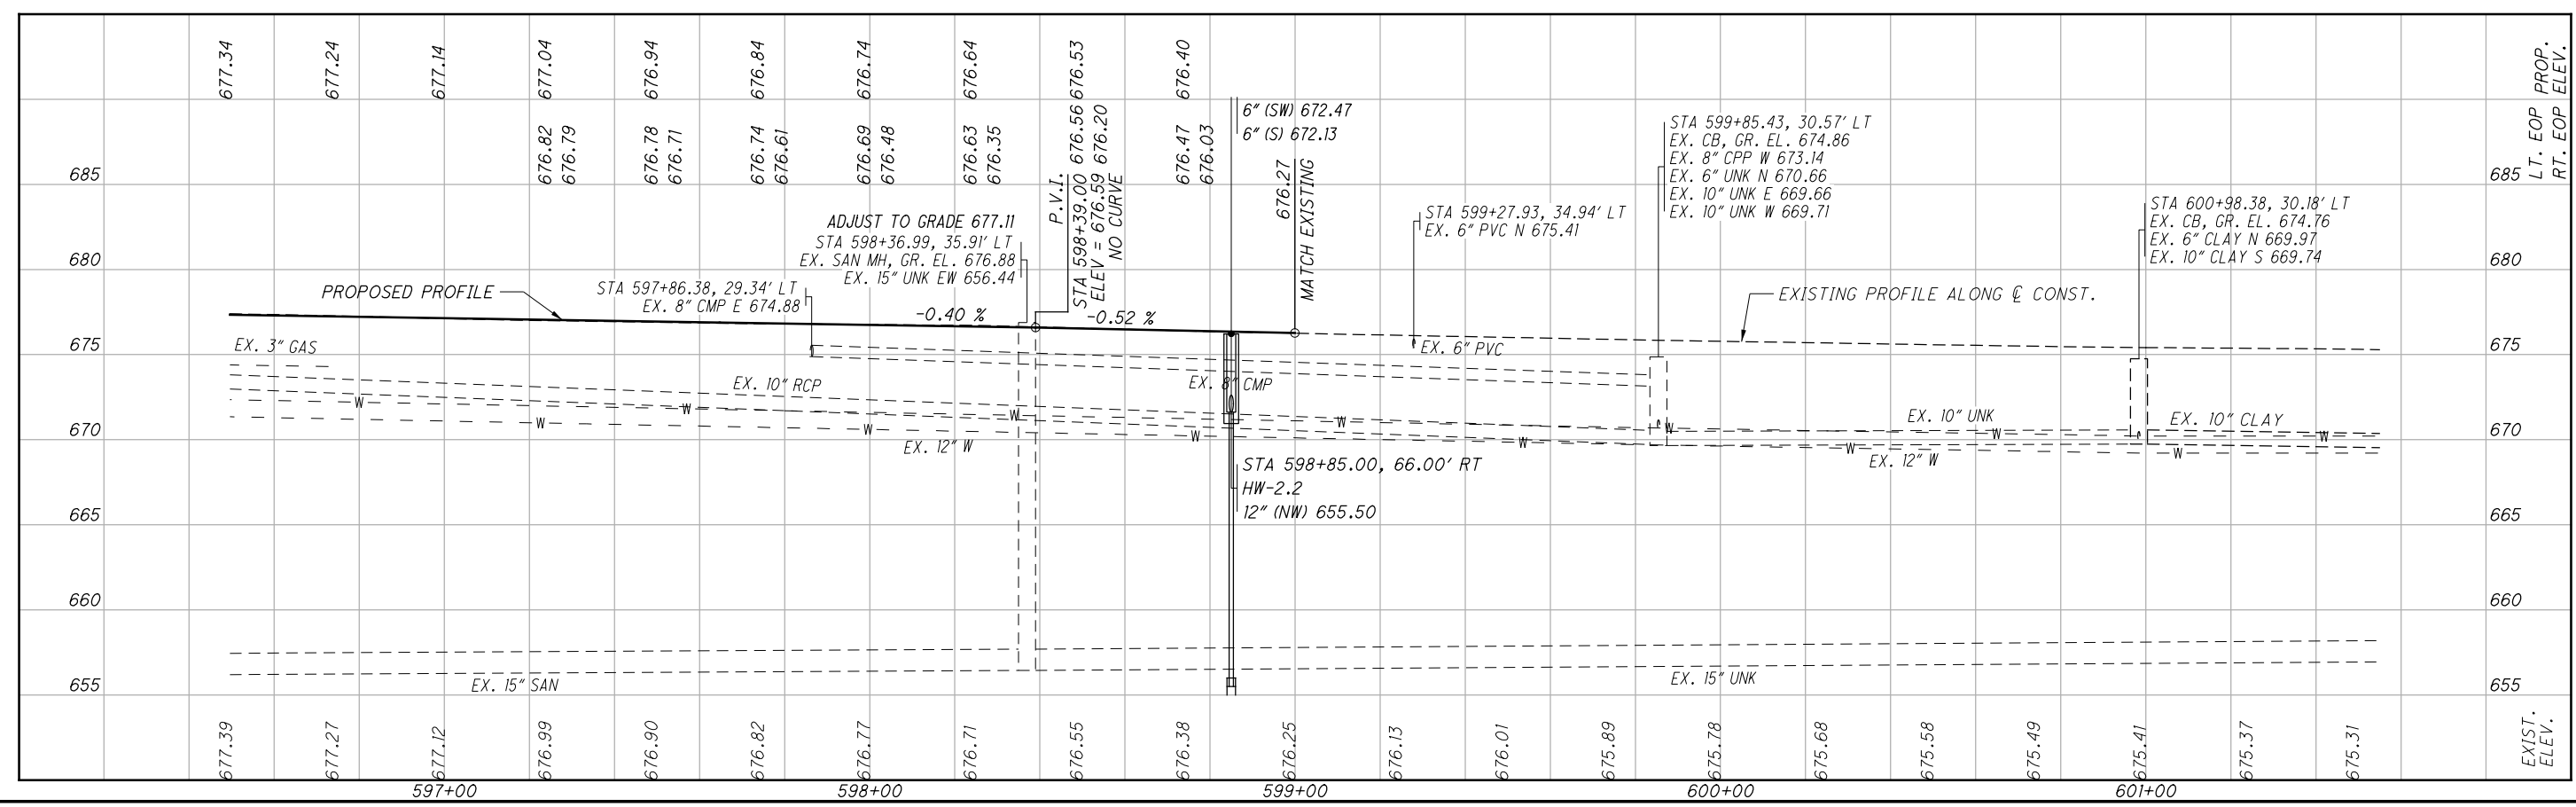 677.34 677.24 677.14 677.04 676.94 676.84 676.74 676.64 676.53 676.40
LT. EOP PROP.
RT. EOP ELEV.
676.82 676.78 676.74 676.69 676.63 676.56 676.47
676.79 676.71 676.61 676.48 676.35 676.20 676.03
6" (SW) 672.47
6" (S) 672.13
676.27
MATCH EXISTING
P.V.I.
STA 598+39.00
ELEV = 676.59
NO CURVE
STA 599+85.43, 30.57' LT
EX. CB, GR. EL. 674.86
EX. 8" CPP W 673.14
EX. 6" UNK N 670.66
EX. 10" UNK E 669.66
EX. 10" UNK W 669.71
685 685
STA 600+98.38, 30.18' LT
EX. CB, GR. EL. 674.76
EX. 6" CLAY N 669.97
EX. 10" CLAY S 669.74
STA 599+27.93, 34.94' LT
EX. 6" PVC N 675.41
ADJUST TO GRADE 677.11
STA 598+36.99, 35.91' LT
EX. SAN MH, GR. EL. 676.88
EX. 15" UNK EW 656.44
680 680
STA 597+86.38, 29.34' LT
EX. 8" CMP E 674.88
PROPOSED PROFILE
EXISTING PROFILE ALONG ℄ CONST.
-0.40 % -0.52 %
675 675
EX. 3" GAS
EX. 6" PVC
EX. 10" RCP
EX. 8" CMP
W W W W W W W
EX. 10" UNK
EX. 10" CLAY
670 670
W W W W W W
EX. 12" W
EX. 12" W
STA 598+85.00, 66.00' RT
HW-2.2
12" (NW) 655.50
665 665
660 660
655 655
EX. 15" SAN
EX. 15" UNK
677.39 677.27 677.12 676.99 676.90 676.82 676.77 676.71 676.55 676.38 676.25 676.13 676.01 675.89 675.78 675.68 675.58 675.49 675.41 675.37 675.31
EXIST.
ELEV.
597+00 598+00 599+00 600+00 601+00